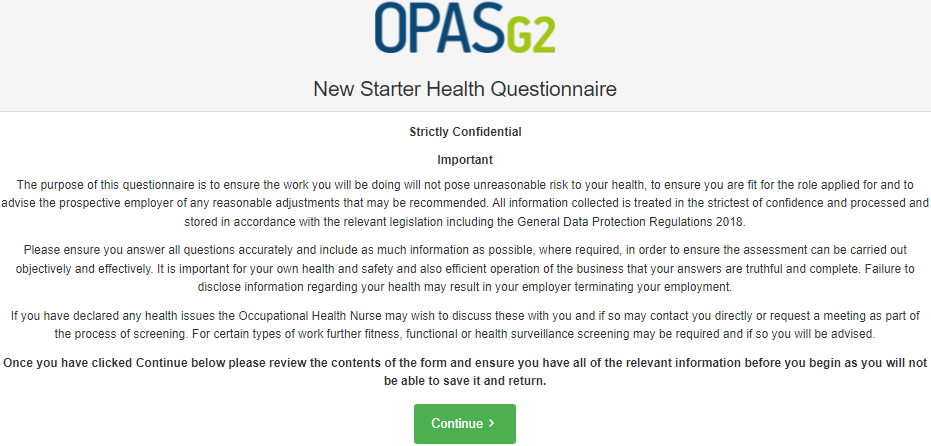 OPASG2
New Starter Health Questionnaire
Strictly Confidential
Important
The purpose of this questionnaire is to ensure the work you will be doing will not pose unreasonable risk to your health, to ensure you are fit for the role applied for and to
advise the prospective employer of any reasonable adjustments that may be recommended. All information collected is treated in the strictest of confidence and processed and
stored in accordance with the relevant legislation including the General Data Protection Regulations 2018.
Please ensure you answer all questions accurately and include as much information as possible, where required, in order to ensure the assessment can be carried out
objectively and effectively. It is important for your own health and safety and also efficient operation of the business that your answers are truthful and complete. Failure to
disclose information regarding your health may result in your employer terminating your employment.
If you have declared any health issues the Occupational Health Nurse may wish to discuss these with you and if so may contact you directly or request a meeting as part of
the process of screening. For certain types of work further fitness, functional or health surveillance screening may be required and if so you will be advised.
Once you have clicked Continue below please review the contents of the form and ensure you have all of the relevant information before you begin as you will not
be able to save it and return.
Continue